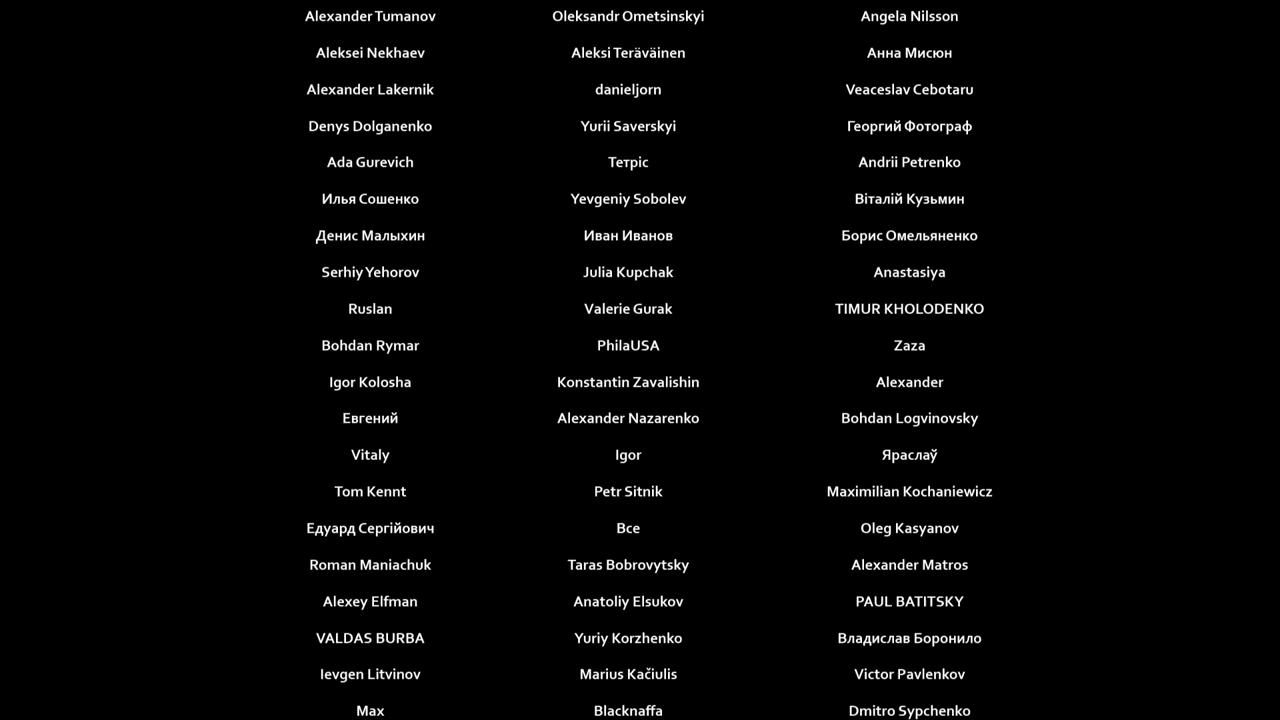 Alexander Tumanov Oleksandr Ometsinskyi Angela Nilsson
Aleksei Nekhaev Aleksi Teräväinen Анна Мисюн
Alexander Lakernik danieljorn Veaceslav Cebotaru
Denys Dolganenko Yurii Saverskyi Георгий Фотограф
Ada Gurevich Тетріс Andrii Petrenko
Илья Сошенко Yevgeniy Sobolev Віталій Кузьмин
Денис Малыхин Иван Иванов Борис Омельяненко
Serhiy Yehorov Julia Kupchak Anastasiya
Ruslan Valerie Gurak TIMUR KHOLODENKO
Bohdan Rymar PhilaUSA Zaza
Igor Kolosha Konstantin Zavalishin Alexander
Евгений Alexander Nazarenko Bohdan Logvinovsky
Vitaly Igor Яраслаў
Tom Kennt Petr Sitnik Maximilian Kochaniewicz
Едуард Сергійович Все Oleg Kasyanov
Roman Maniachuk Taras Bobrovytsky Alexander Matros
Alexey Elfman Anatoliy Elsukov PAUL BATITSKY
VALDAS BURBA Yuriy Korzhenko Владислав Боронило
Ievgen Litvinov Marius Kačiulis Victor Pavlenkov
Max Blacknaffa Dmitro Sypchenko